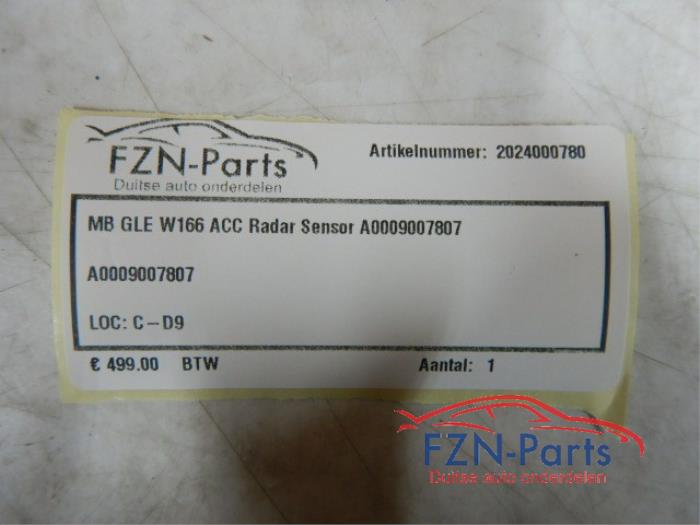 FZN-Parts
Duitse auto onderdelen
Artikelnummer: 2024000780
MB GLE W166 ACC Radar Sensor A0009007807
A0009007807
LOC: C-D9
€ 499.00 BTW
Aantal: 1
FZN-Parts
Duitse auto onderdelen